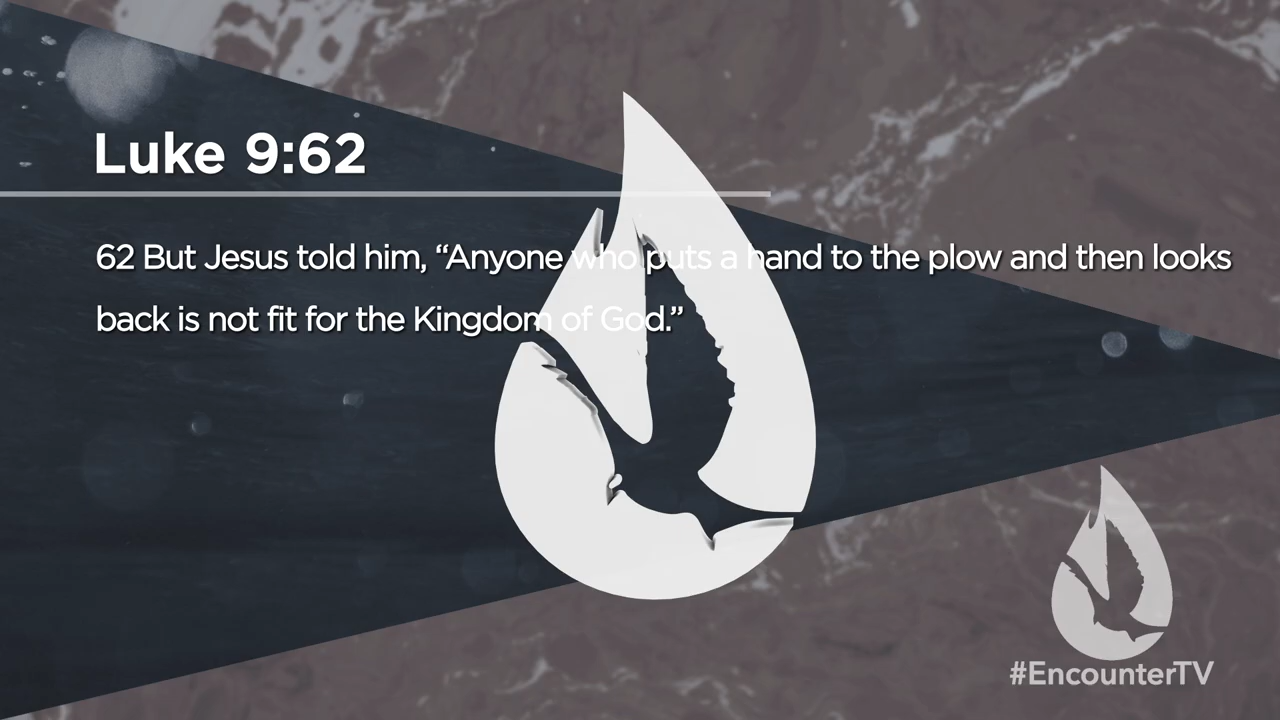 Luke 9:62
62 But Jesus told him, “Anyone who puts a hand to the plow and then looks
back is not fit for the Kingdom of God.”
#EncounterTV